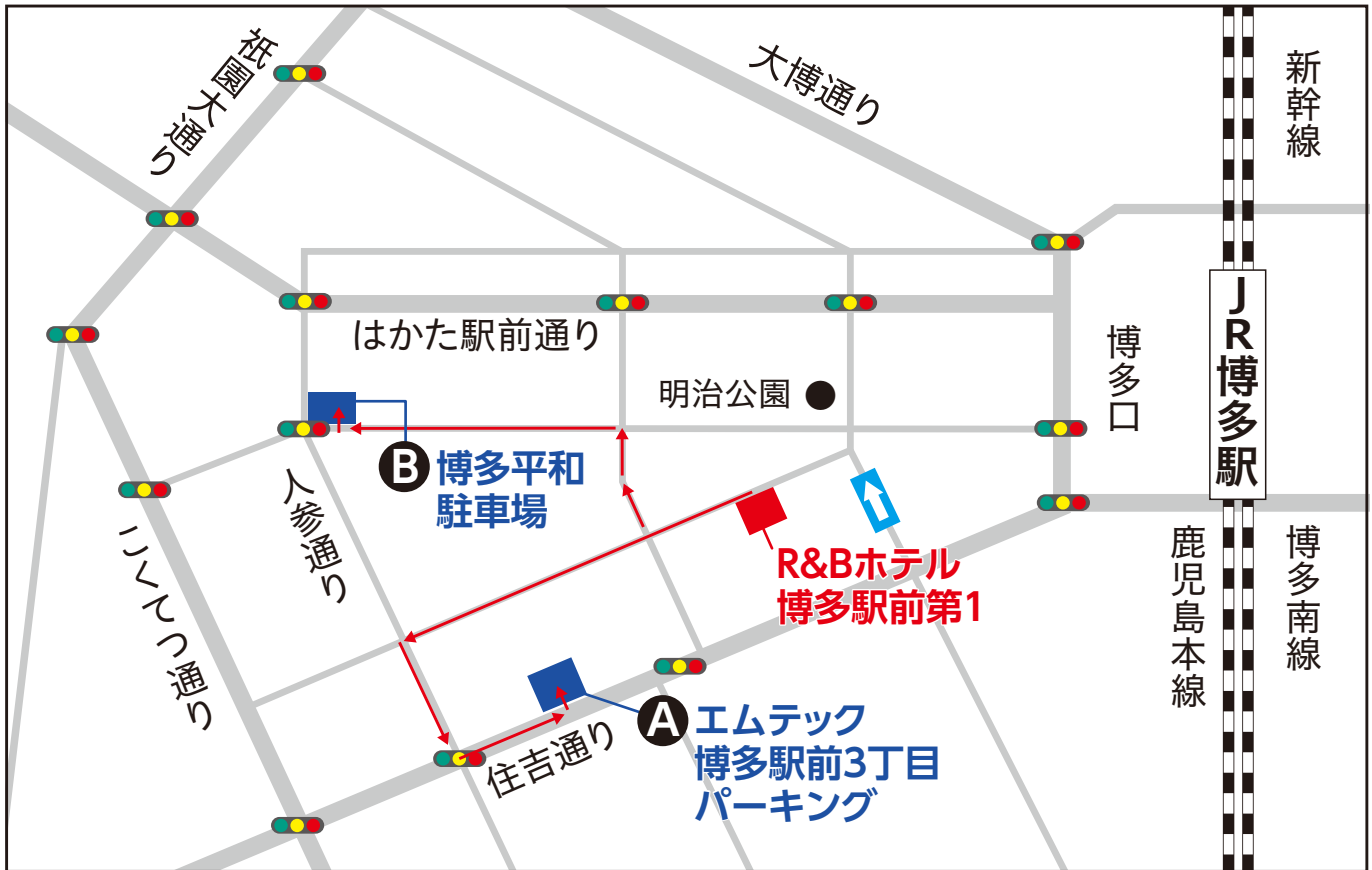 祇園大通り
大博通り
新幹線
はかた駅前通り
博多口
JR博多駅
明治公園
B 博多平和
駐車場
人参通り
こくてつ通り
R&Bホテル
博多駅前第1
鹿児島本線
博多南線
A エムテック
博多駅前3丁目
パーキング
住吉通り